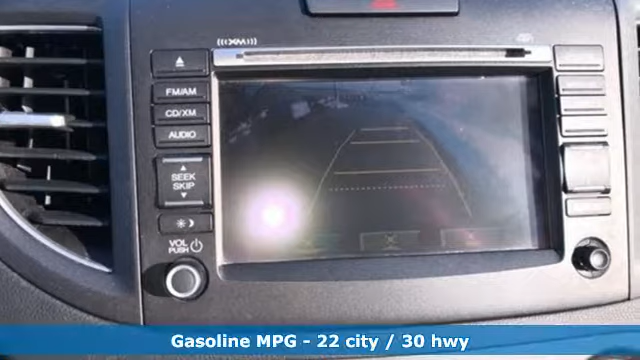 XM
FM/AM
CD/XM
AUDIO
SEEK
SKIP
VOL
PUSH
Gasoline MPG - 22 city / 30 hwy